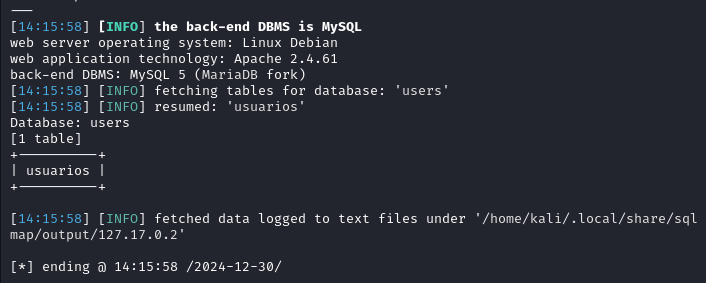 ---
[14:15:58] [INFO] the back-end DBMS is MySQL
web server operating system: Linux Debian
web application technology: Apache 2.4.61
back-end DBMS: MySQL 5 (MariaDB fork)
[14:15:58] [INFO] fetching tables for database: 'users'
[14:15:58] [INFO] resumed: 'usuarios'
Database: users
[1 table]
+----------+
| usuarios |
+----------+
[14:15:58] [INFO] fetched data logged to text files under '/home/kali/.local/share/sql
map/output/127.17.0.2'
[*] ending @ 14:15:58 /2024-12-30/